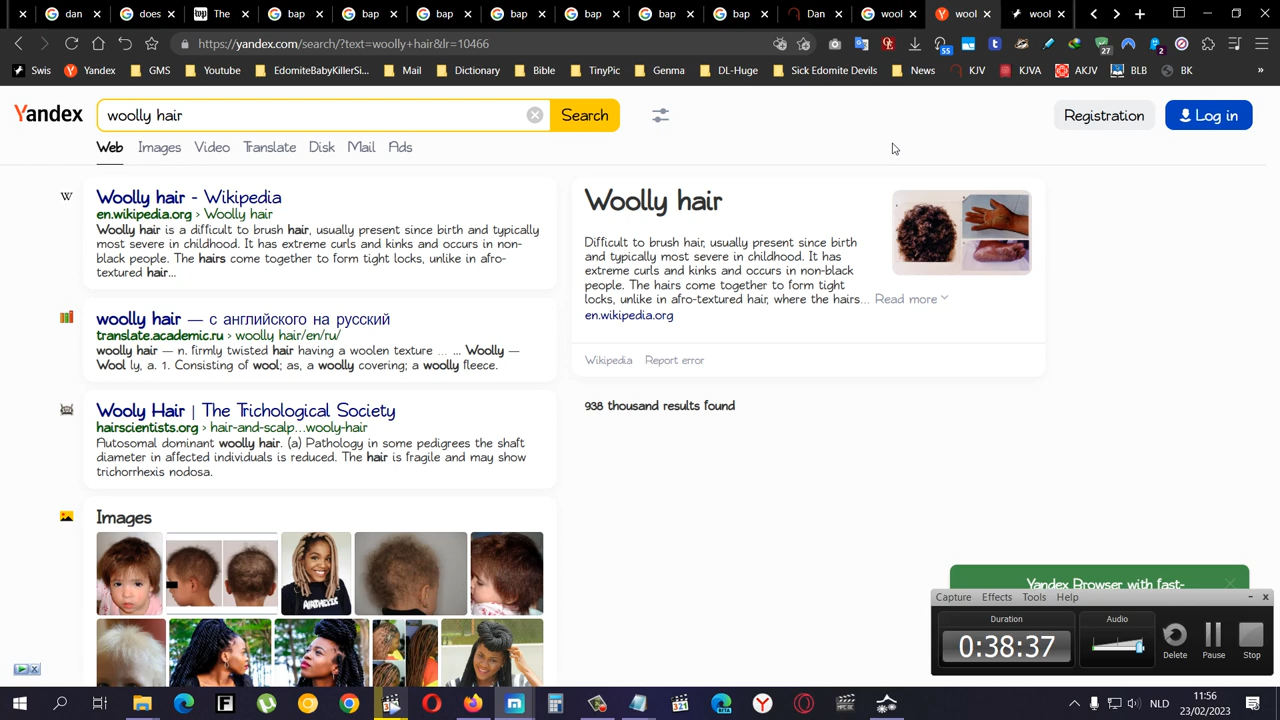 dan
does
The
bap
bap
bap
bap
bap
bap
bap
Dan
wool
wool
wool
https://yandex.com/search/?text=woolly+hair&lr=10466
55
27
2
Swis
Yandex
GMS
Youtube
EdomiteBabyKillerSi...
Mail
Dictionary
Bible
TinyPic
Genma
DL-Huge
Sick Edomite Devils
News
KJV
KJVA
AKJV
BLB
BK
»
Yandex
woolly hair
Search
Registration
Log in
Web
Images
Video
Translate
Disk
Mail
Ads
W
Woolly hair - Wikipedia
en.wikipedia.org › Woolly hair
Woolly hair is a difficult to brush hair, usually present since birth and typically
most severe in childhood. It has extreme curls and kinks and occurs in non-
black people. The hairs come together to form tight locks, unlike in afro-
textured hair...
woolly hair — с английского на русский
translate.academic.ru › woolly hair/en/ru/
woolly hair — n. firmly twisted hair having a woolen texture ... ... Woolly —
Wool ly, a. 1. Consisting of wool; as, a woolly covering; a woolly fleece.
Wooly Hair | The Trichological Society
hairscientists.org › hair-and-scalp...wooly-hair
Autosomal dominant woolly hair. (a) Pathology in some pedigrees the shaft
diameter in affected individuals is reduced. The hair is fragile and may show
trichorrhexis nodosa.
Images
Woolly hair
Difficult to brush hair, usually present since birth
and typically most severe in childhood. It has
extreme curls and kinks and occurs in non-black
people. The hairs come together to form tight
locks, unlike in afro-textured hair, where the hairs... Read more
en.wikipedia.org
Wikipedia
Report error
938 thousand results found
Yandex Browser with fast-
Capture
Effects
Tools
Help
Duration
0:38:37
Audio
Delete
Pause
Stop
321
BETA
NLD
11:56
23/02/2023